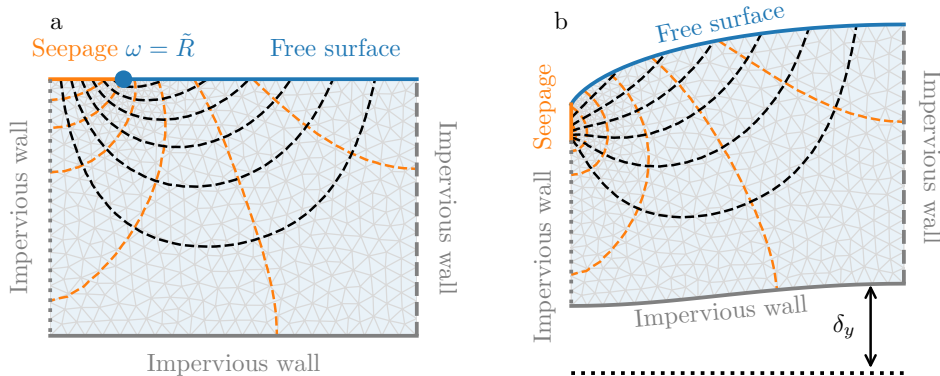 a
Seepage ω = R̃ Free surface
Impervious wall
Impervious wall
Impervious wall
b
Free surface
Seepage
Impervious wall
Impervious wall
Impervious wall
δ_y